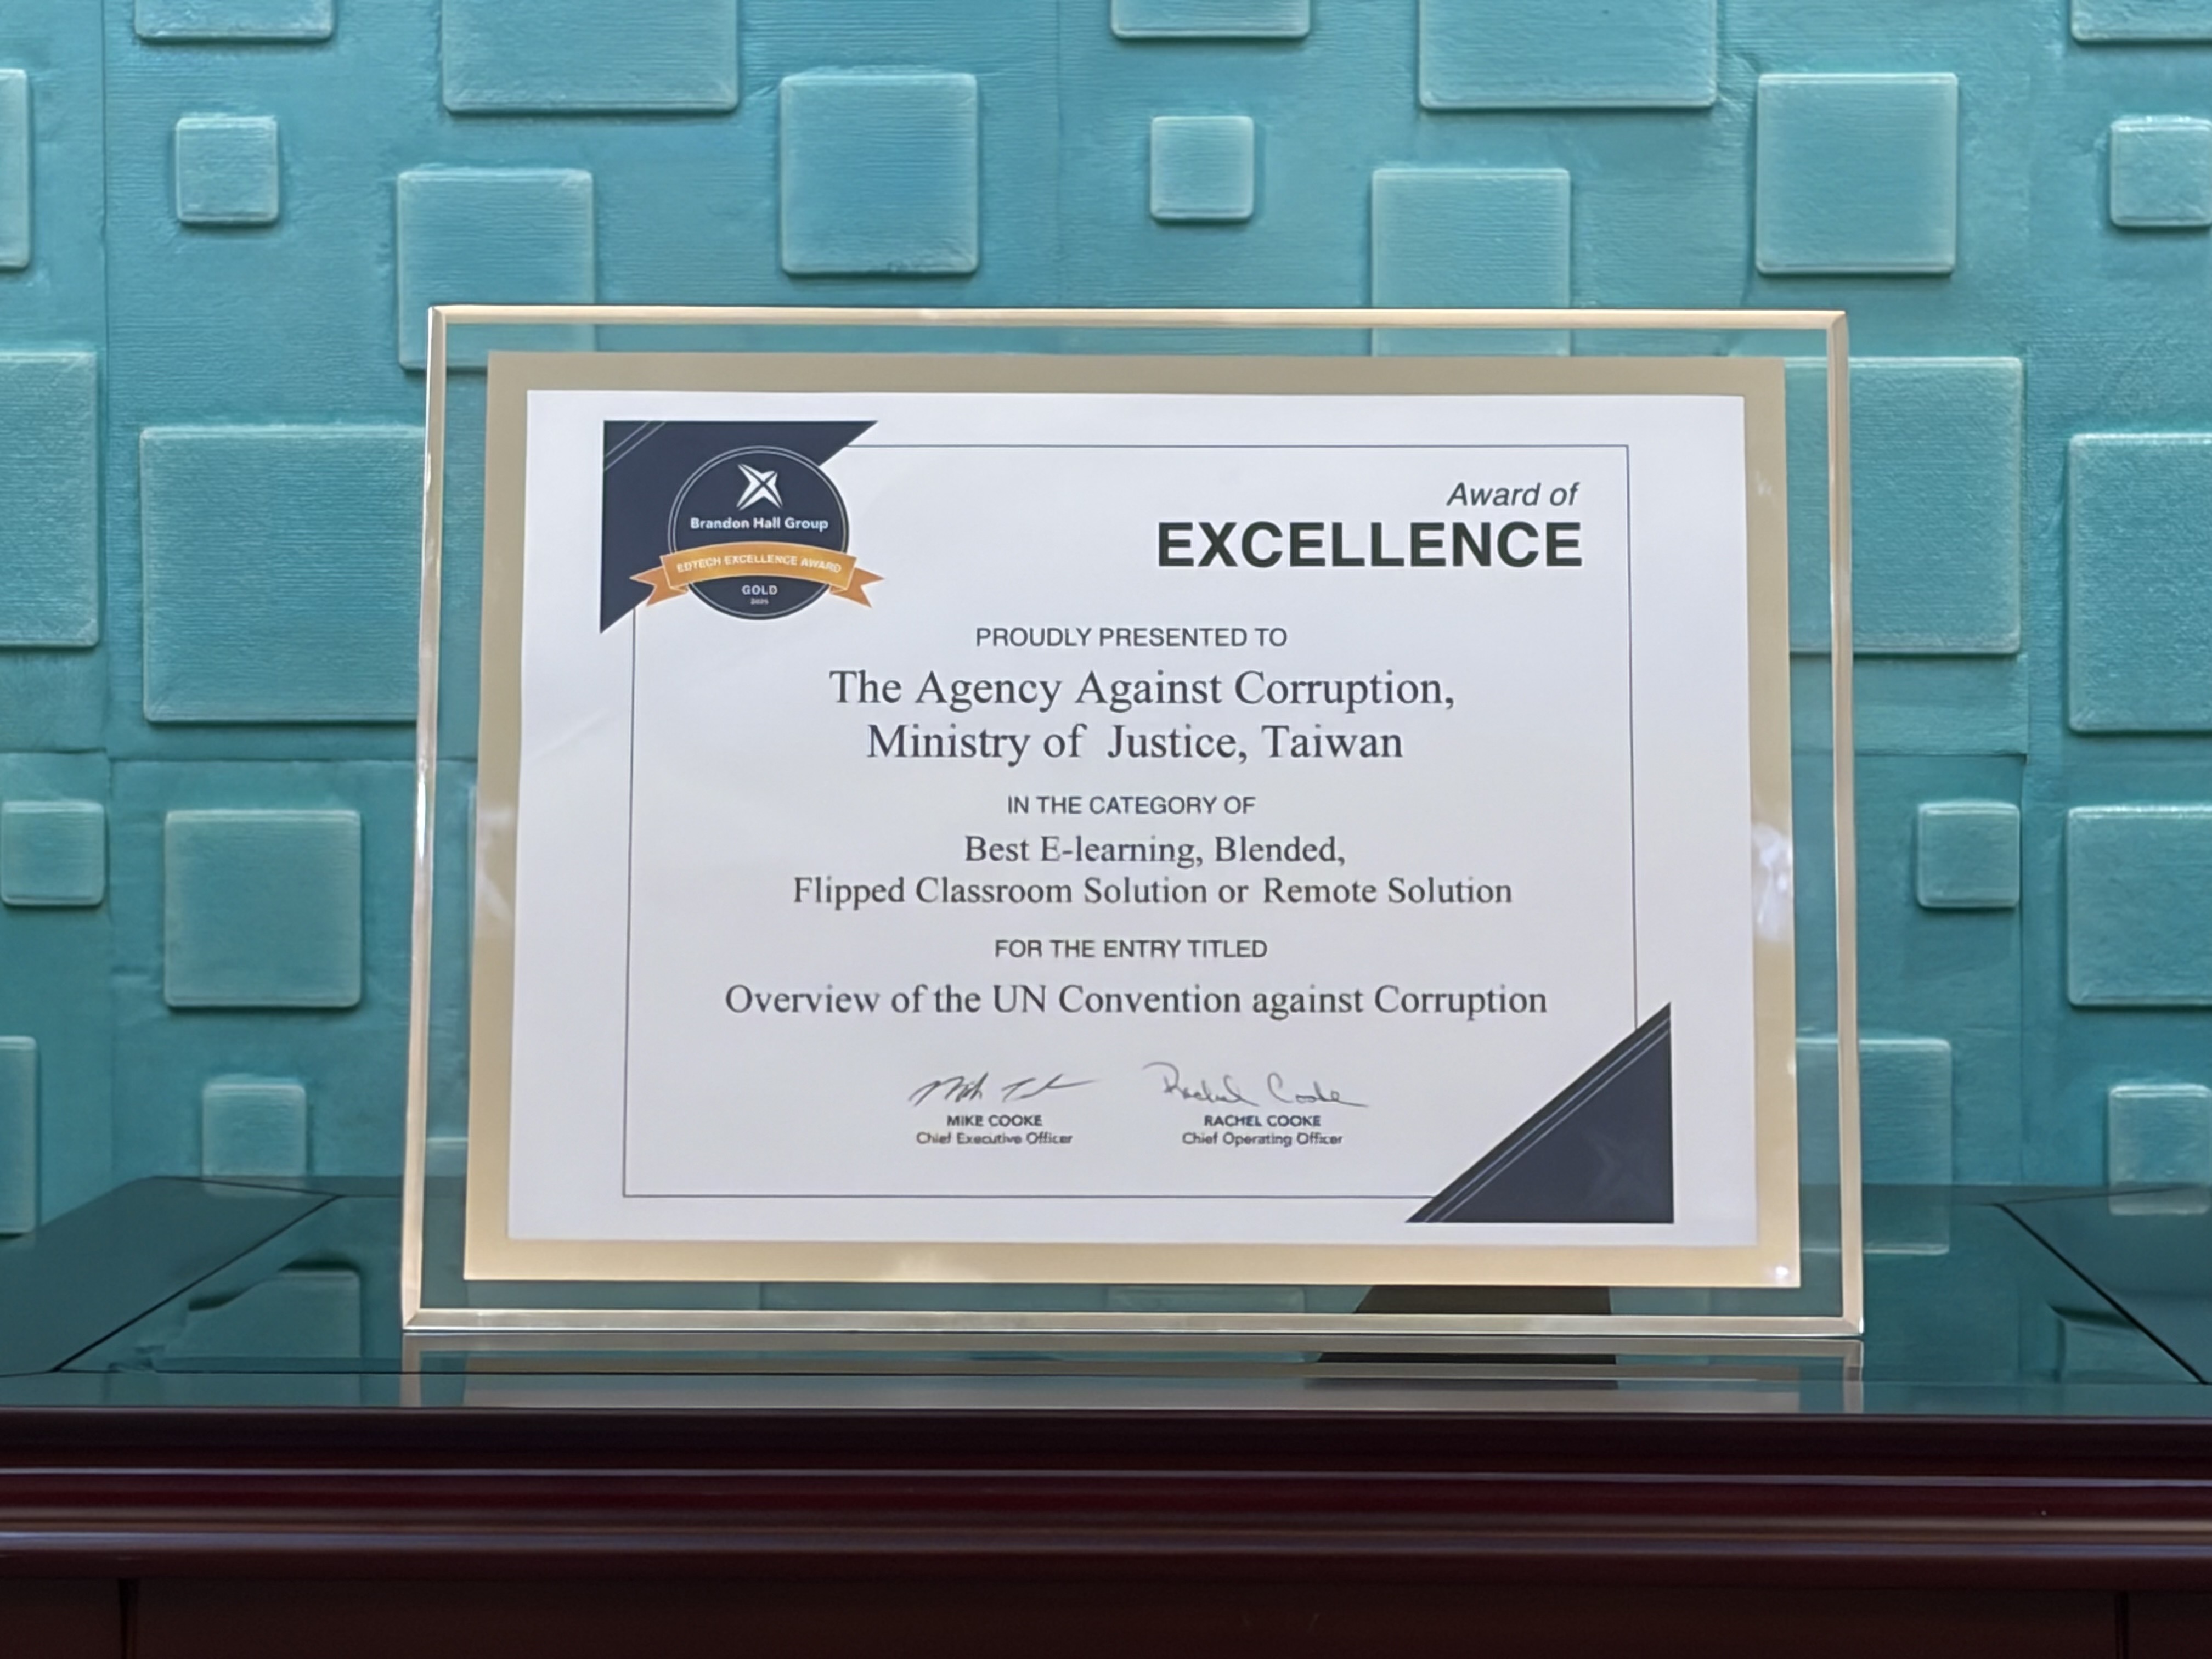 Brandon Hall Group
EDTECH EXCELLENCE AWARD
GOLD
Award of
EXCELLENCE
PROUDLY PRESENTED TO
The Agency Against Corruption,
Ministry of Justice, Taiwan
IN THE CATEGORY OF
Best E-learning, Blended,
Flipped Classroom Solution or Remote Solution
FOR THE ENTRY TITLED
Overview of the UN Convention against Corruption
MIKE COOKE
Chief Executive Officer
Rachel Cooke
RACHEL COOKE
Chief Operating Officer